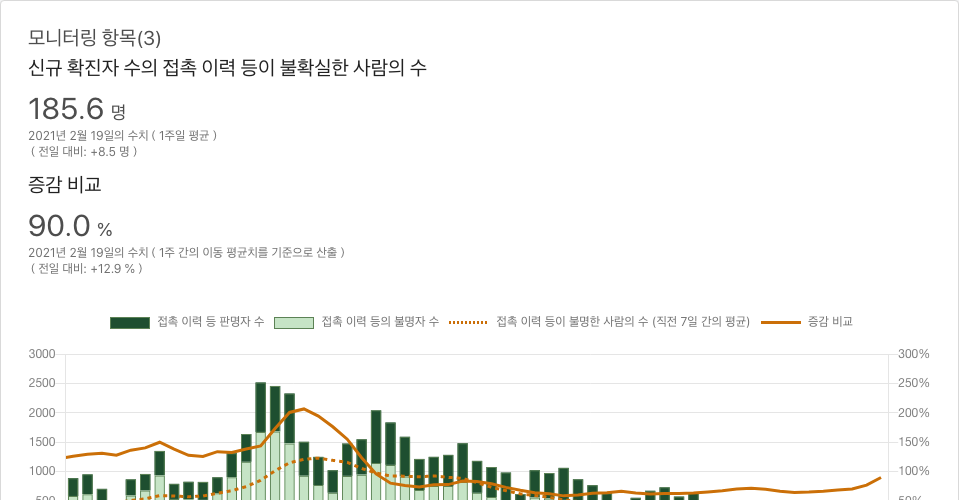 모니터링 항목(3)
신규 확진자 수의 접촉 이력 등이 불확실한 사람의 수
185.6 명
2021년 2월 19일의 수치 ( 1주일 평균 )
( 전일 대비: +8.5 명 )
증감 비교
90.0 %
2021년 2월 19일의 수치 ( 1주 간의 이동 평균치를 기준으로 산출 )
( 전일 대비: +12.9 % )
접촉 이력 등 판명자 수 접촉 이력 등의 불명자 수 접촉 이력 등이 불명한 사람의 수 (직전 7일 간의 평균) 증감 비교
3000 300%
2500 250%
2000 200%
1500 150%
1000 100%
500 50%